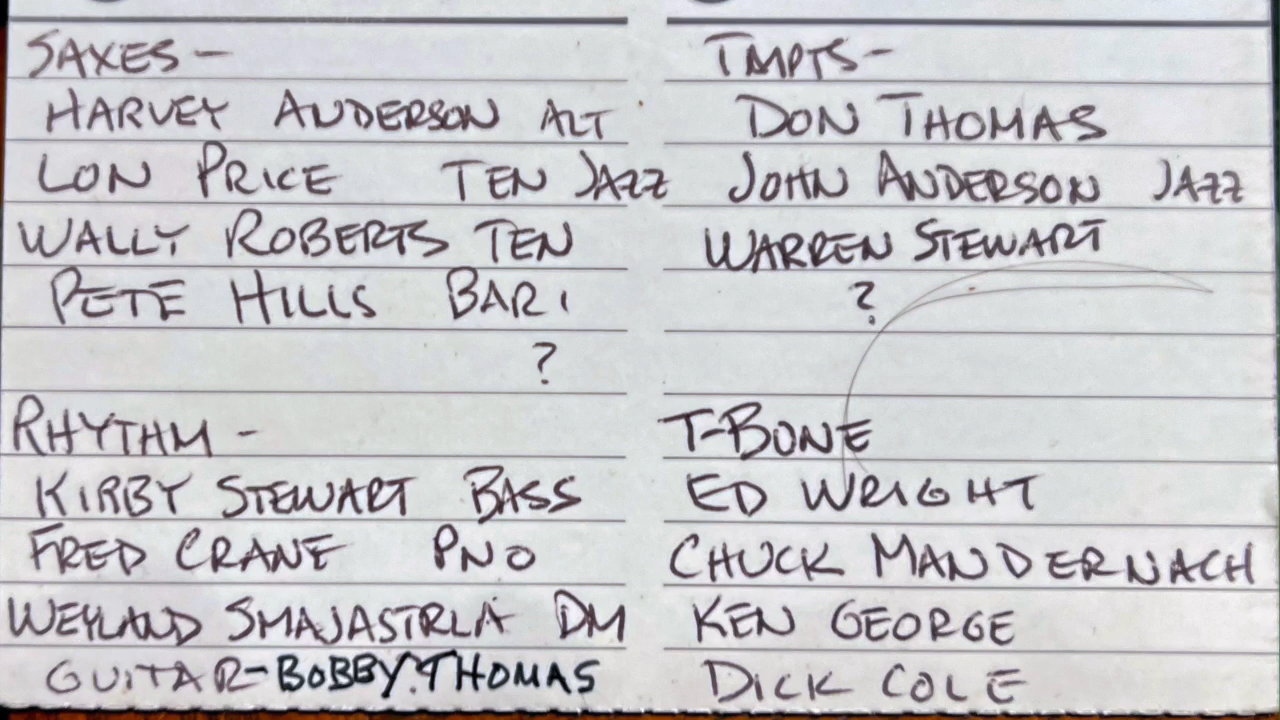 SAXES-
HARVEY ANDERSON ALT
LON PRICE TEN JAZZ
WALLY ROBERTS TEN
PETE HILLS BARI
?
RHYTHM -
KIRBY STEWART BASS
FRED CRANE PNO
WEYLAND SMAJASTRLA DM
GUITAR-BOBBY THOMAS
TMPTS-
DON THOMAS
JOHN ANDERSON JAZZ
WARREN STEWART
?
T-BONE
ED WRIGHT
CHUCK MANDERNACH
KEN GEORGE
DICK COLE